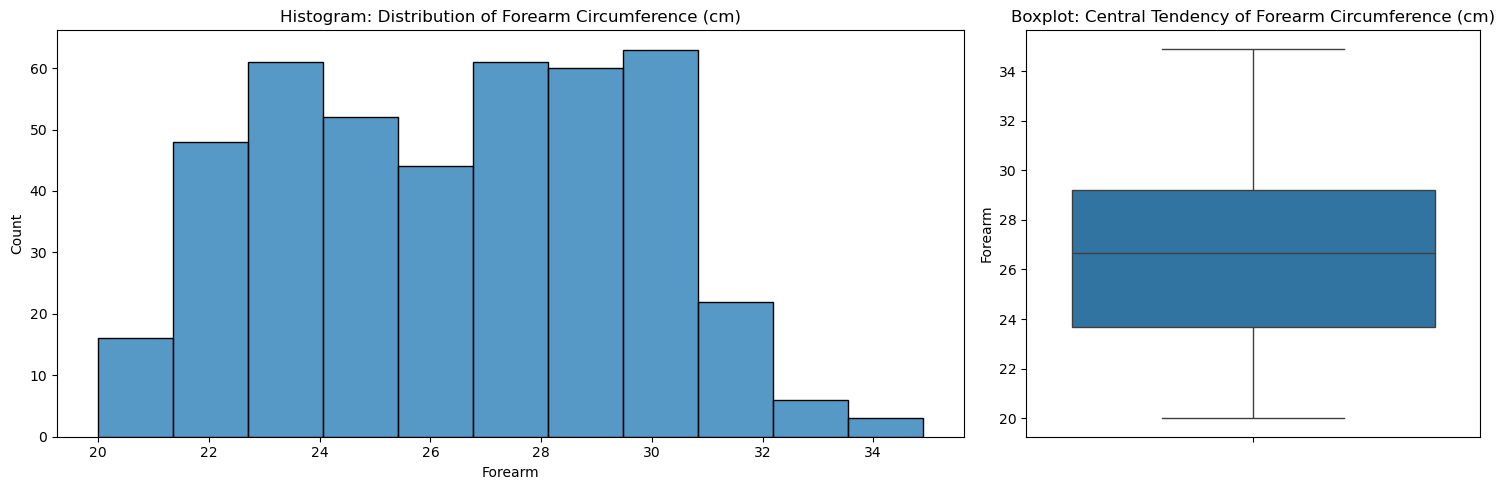 Histogram: Distribution of Forearm Circumference (cm)
60
50
40
30
20
10
0
Count
20 22 24 26 28 30 32 34
Forearm
Boxplot: Central Tendency of Forearm Circumference (cm)
34
32
30
28
26
24
22
20
Forearm